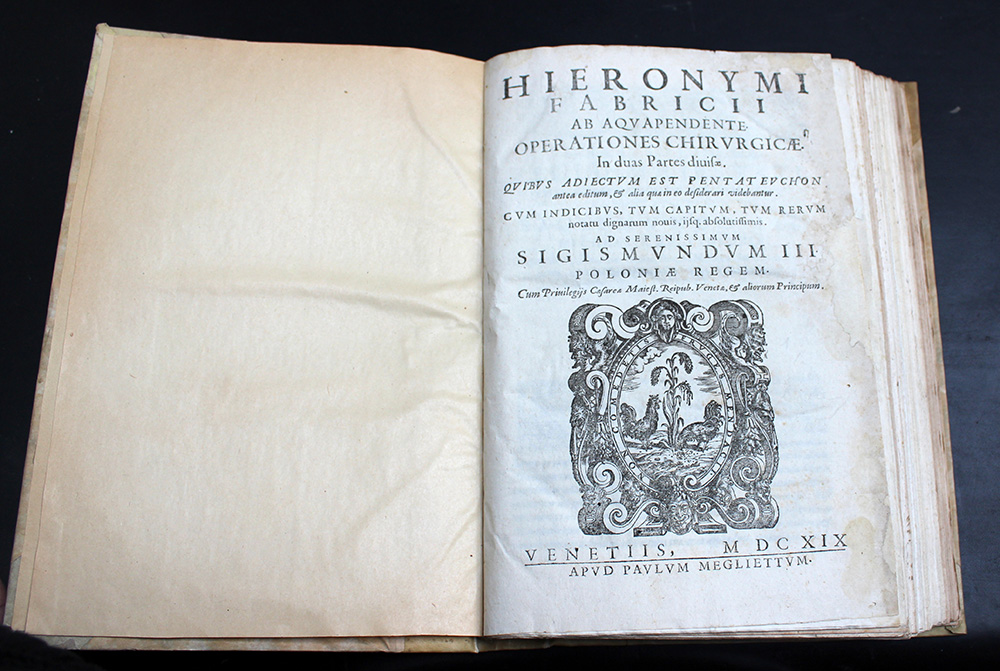 HIERONYMI
FABRICII
AB AQVAPENDENTE.
OPERATIONES CHIRVRGICÆ.
In duas Partes diuisæ.
QVIBVS ADIECTVM EST PENTATEVCHON
antea editum, & alia quæ in eo desiderari videbantur.
CVM INDICIBVS, TVM CAPITVM, TVM RERVM
notatu dignarum nouis, ijsq. absolutissimis.
AD SERENISSIMVM
SIGISMVNDVM III.
POLONIÆ REGEM.
Cum Priuilegijs Cæsareæ Maiest. Reipub. Venetæ, & aliorum Principum.
VENETIIS, M DC XIX
APVD PAVLVM MEGLIETTVM.